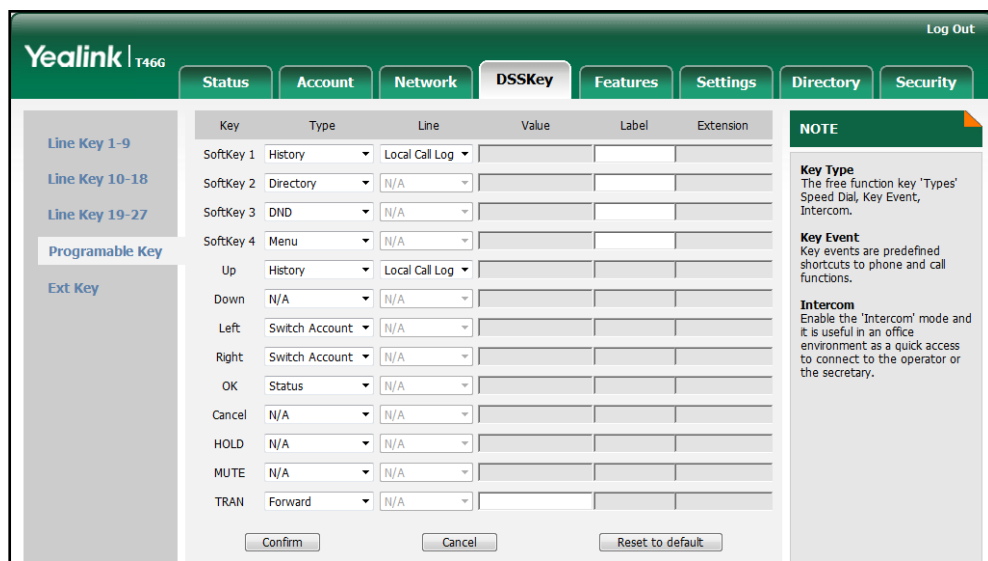 Log Out
Yealink | T46G
Status Account Network DSSKey Features Settings Directory Security
Line Key 1-9
Line Key 10-18
Line Key 19-27
Programable Key
Ext Key
Key Type Line Value Label Extension
SoftKey 1 History Local Call Log
SoftKey 2 Directory N/A
SoftKey 3 DND N/A
SoftKey 4 Menu N/A
Up History Local Call Log
Down N/A N/A
Left Switch Account N/A
Right Switch Account N/A
OK Status N/A
Cancel N/A N/A
HOLD N/A N/A
MUTE N/A N/A
TRAN Forward N/A
Confirm Cancel Reset to default
NOTE
Key Type
The free function key 'Types'
Speed Dial, Key Event,
Intercom.
Key Event
Key events are predefined
shortcuts to phone and call
functions.
Intercom
Enable the 'Intercom' mode and
it is useful in an office
environment as a quick access
to connect to the operator or
the secretary.